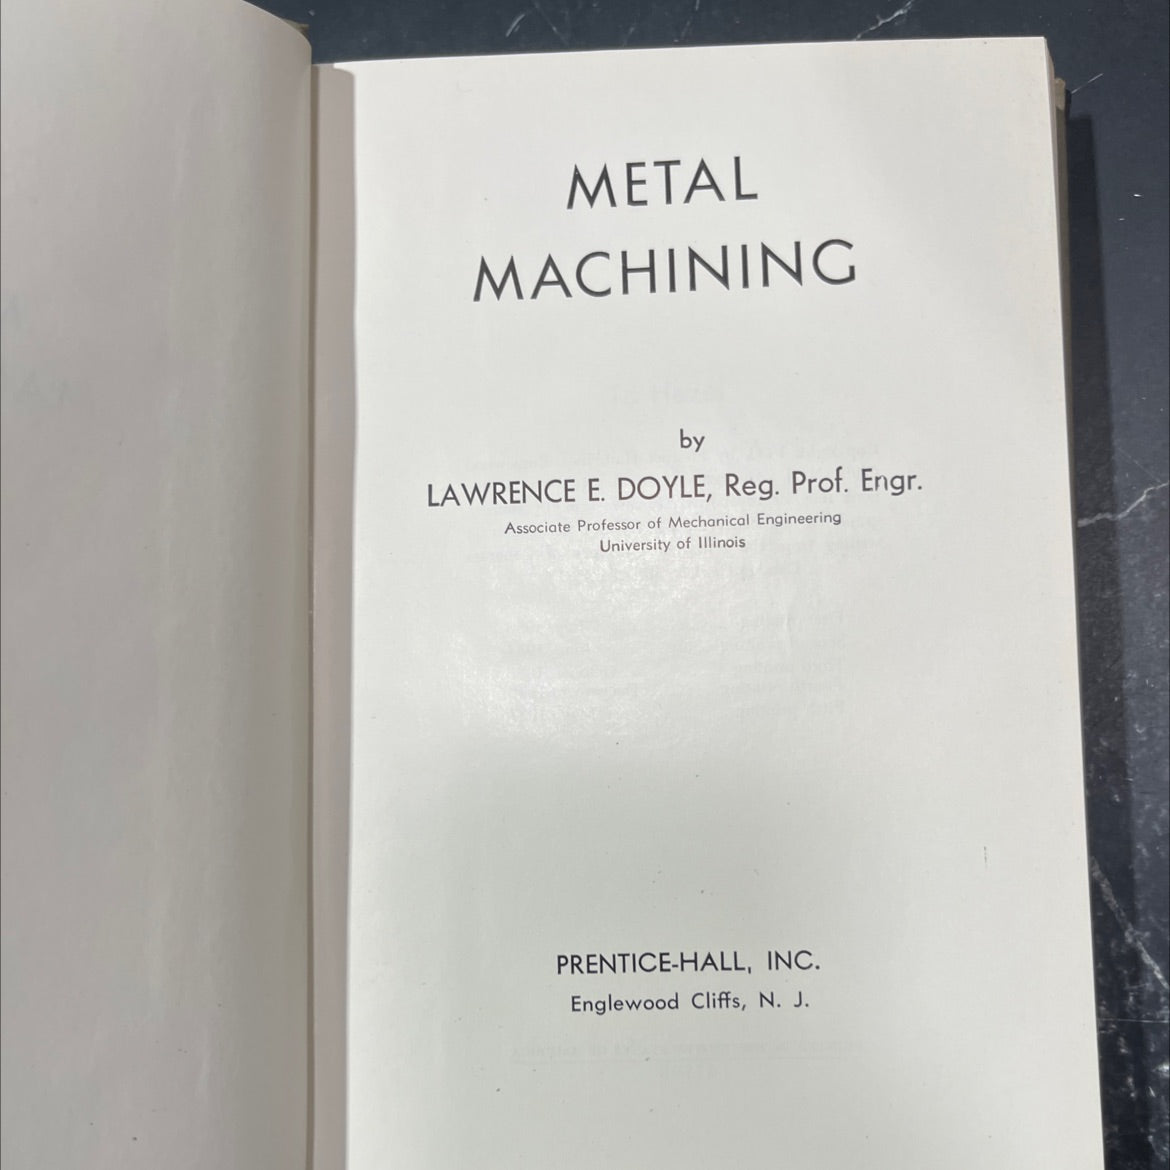 METAL
MACHINING
by
LAWRENCE E. DOYLE, Reg. Prof. Engr.
Associate Professor of Mechanical Engineering
University of Illinois
PRENTICE-HALL, INC.
Englewood Cliffs, N. J.